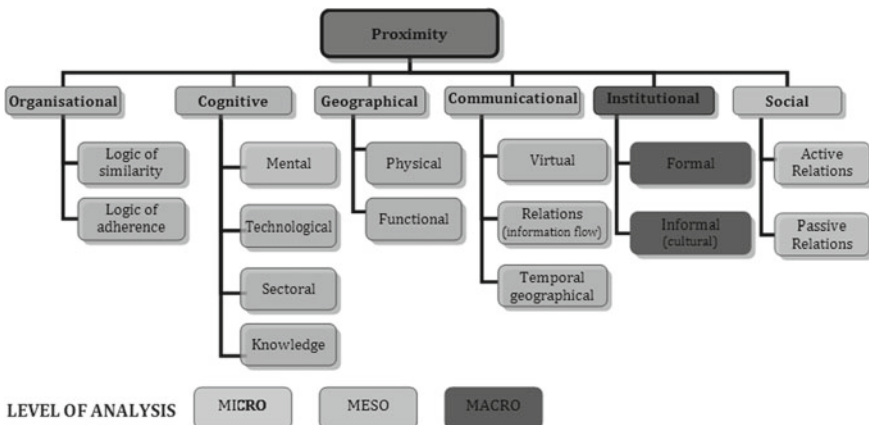 Proximity
Organisational
Cognitive
Geographical
Communicational
Institutional
Social
Logic of
similarity
Logic of
adherence
Mental
Technological
Sectoral
Knowledge
Physical
Functional
Virtual
Relations
(information flow)
Temporal
geographical
Formal
Informal
(cultural)
Active
Relations
Passive
Relations
LEVEL OF ANALYSIS
MICRO
MESO
MACRO